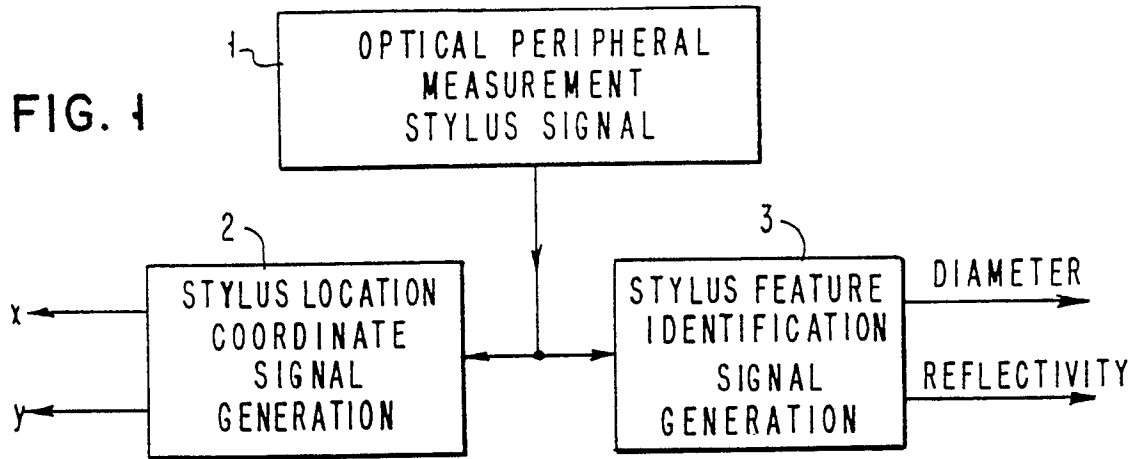 1
OPTICAL PERIPHERAL
MEASUREMENT
STYLUS SIGNAL
FIG. 1
2
STYLUS LOCATION
COORDINATE
SIGNAL
GENERATION
x
y
3
STYLUS FEATURE
IDENTIFICATION
SIGNAL
GENERATION
DIAMETER
REFLECTIVITY